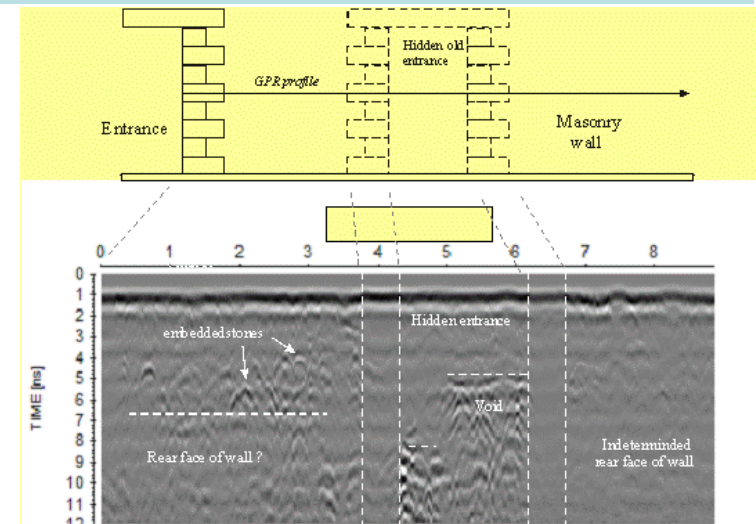 Hidden old
entrance
GPR profile
Entrance
Masonry
wall
0 1 2 3 4 5 6 7 8
TIME [ns]
0
1
2
3
4
5
6
7
8
9
10
11
12
Hidden entrance
embedded stones
Void
Rear face of wall ?
Indeterminded
rear face of wall